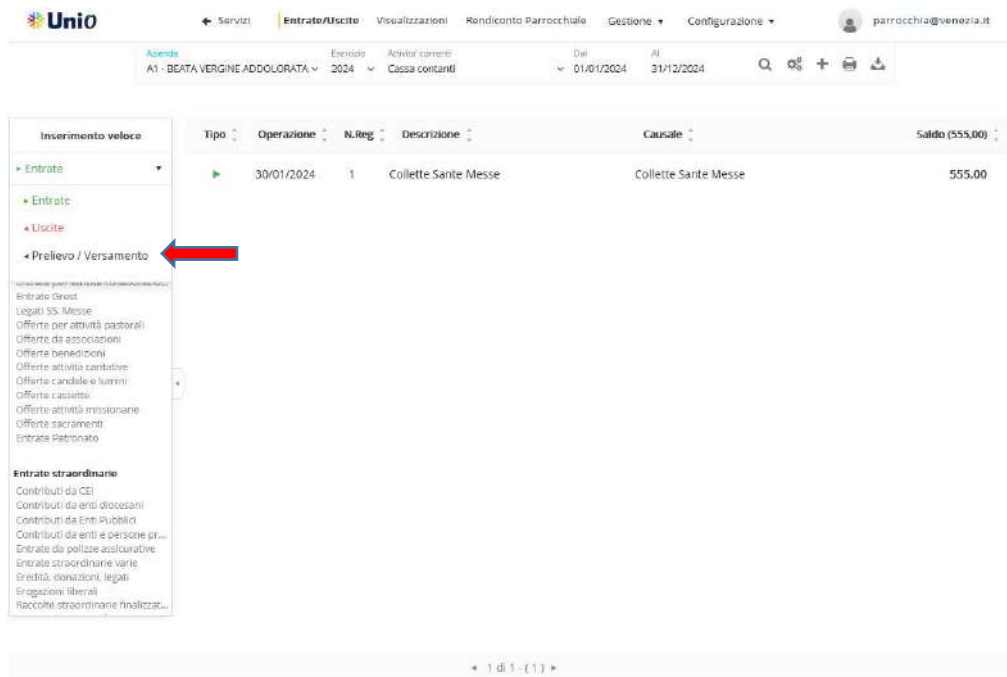 Unio
Servizi Entrate/Uscite Visualizzazioni Rendiconto Parrocchiale Gestione Configurazione parrocchia@venezia.it
Azienda Esercizio Attivita' correnti Dal Al
A1 - BEATA VERGINE ADDOLORATA 2024 Cassa contanti 01/01/2024 31/12/2024
Inserimento veloce
Tipo Operazione N.Reg Descrizione Causale Saldo (555,00)
Entrate
30/01/2024 1 Collette Sante Messe Collette Sante Messe 555,00
Entrate
Uscite
Prelievo / Versamento
Entrate Grest
Legati SS. Messe
Offerte per attività pastorali
Offerte da associazioni
Offerte benedizioni
Offerte attività caritative
Offerte candele e lumini
Offerte cassette
Offerte attività missionarie
Offerte sacramenti
Entrate Patronato
Entrate straordinarie
Contributi da CEI
Contributi da enti diocesani
Contributi da Enti Pubblici
Contributi da enti e persone pr...
Entrate da polizze assicurative
Entrate straordinarie varie
Eredità, donazioni, legati
Erogazioni liberali
Raccolte straordinarie finalizzat...
1 di 1 - ( 1 )